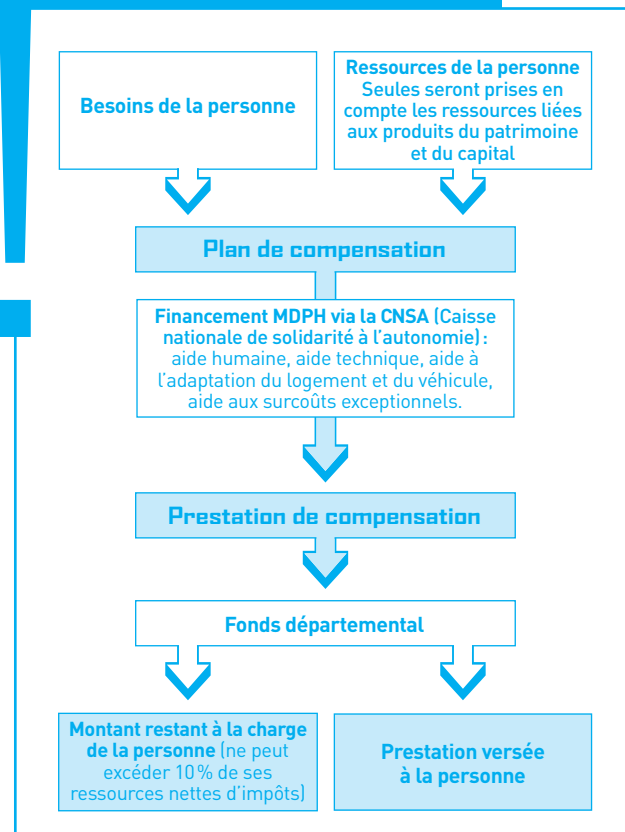 Besoins de la personne
Ressources de la personne
Seules seront prises en
compte les ressources liées
aux produits du patrimoine
et du capital
Plan de compensation
Financement MDPH via la CNSA (Caisse
nationale de solidarité à l'autonomie) :
aide humaine, aide technique, aide à
l'adaptation du logement et du véhicule,
aide aux surcoûts exceptionnels.
Prestation de compensation
Fonds départemental
Montant restant à la charge
de la personne (ne peut
excéder 10 % de ses
ressources nettes d'impôts)
Prestation versée
à la personne